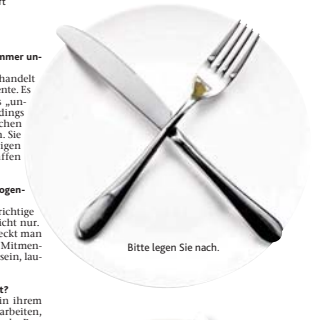 mmer un-
handelt
nte. Es
„un-
dings
chen
n. Sie
igen
ffen
ogen-
richtige
icht nur.
eckt man
Mitmen-
sein, lau-
t?
in ihrem
arbeiten,
Bitte legen Sie nach.